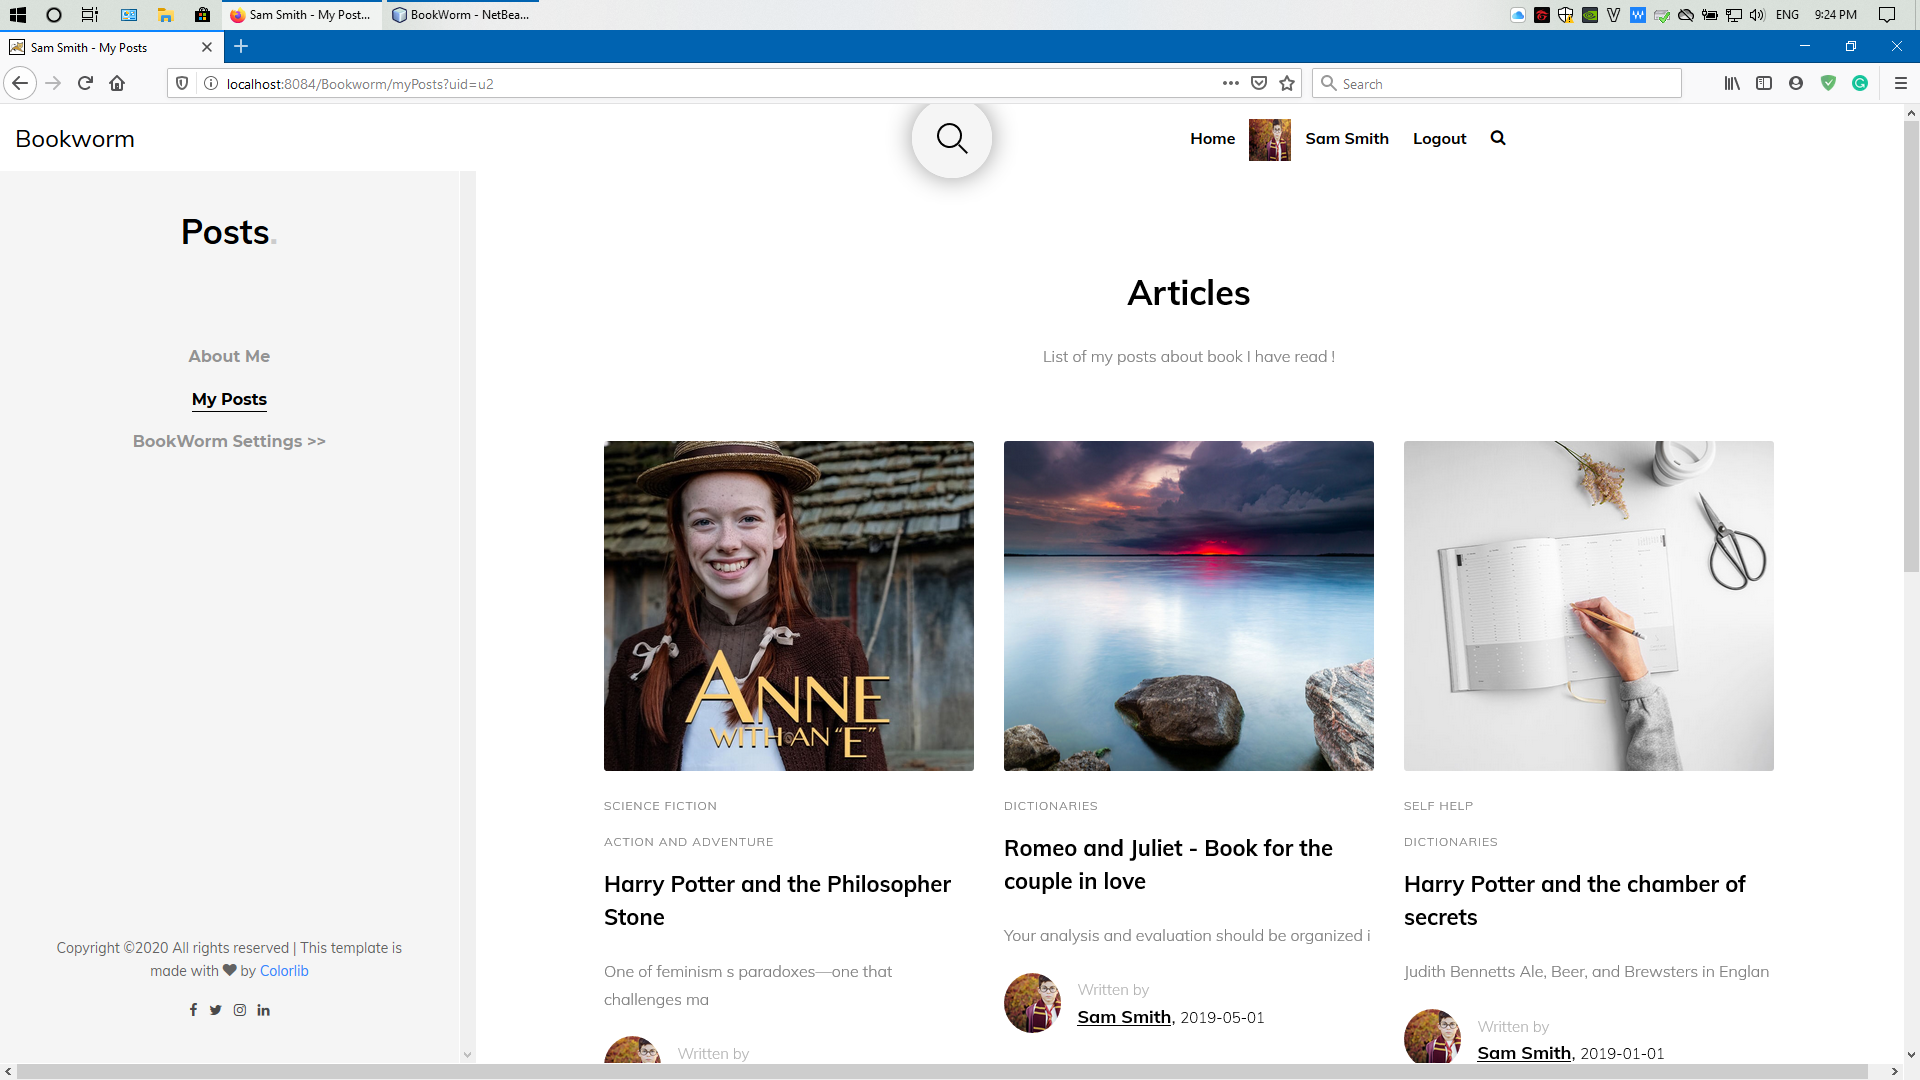 Sam Smith - My Post...
BookWorm - NetBea...
ENG
9:24 PM
Sam Smith - My Posts
localhost:8084/Bookworm/myPosts?uid=u2
Search
Bookworm
Home
Sam Smith
Logout
Posts.
About Me
My Posts
BookWorm Settings >>
Copyright ©2020 All rights reserved | This template is
made with ♥ by Colorlib
Articles
List of my posts about book I have read !
ANNE
WITH AN "E"
SCIENCE FICTION
ACTION AND ADVENTURE
Harry Potter and the Philosopher
Stone
One of feminism s paradoxes—one that
challenges ma
Written by
DICTIONARIES
Romeo and Juliet - Book for the
couple in love
Your analysis and evaluation should be organized i
Written by
Sam Smith, 2019-05-01
SELF HELP
DICTIONARIES
Harry Potter and the chamber of
secrets
Judith Bennetts Ale, Beer, and Brewsters in Englan
Written by
Sam Smith, 2019-01-01